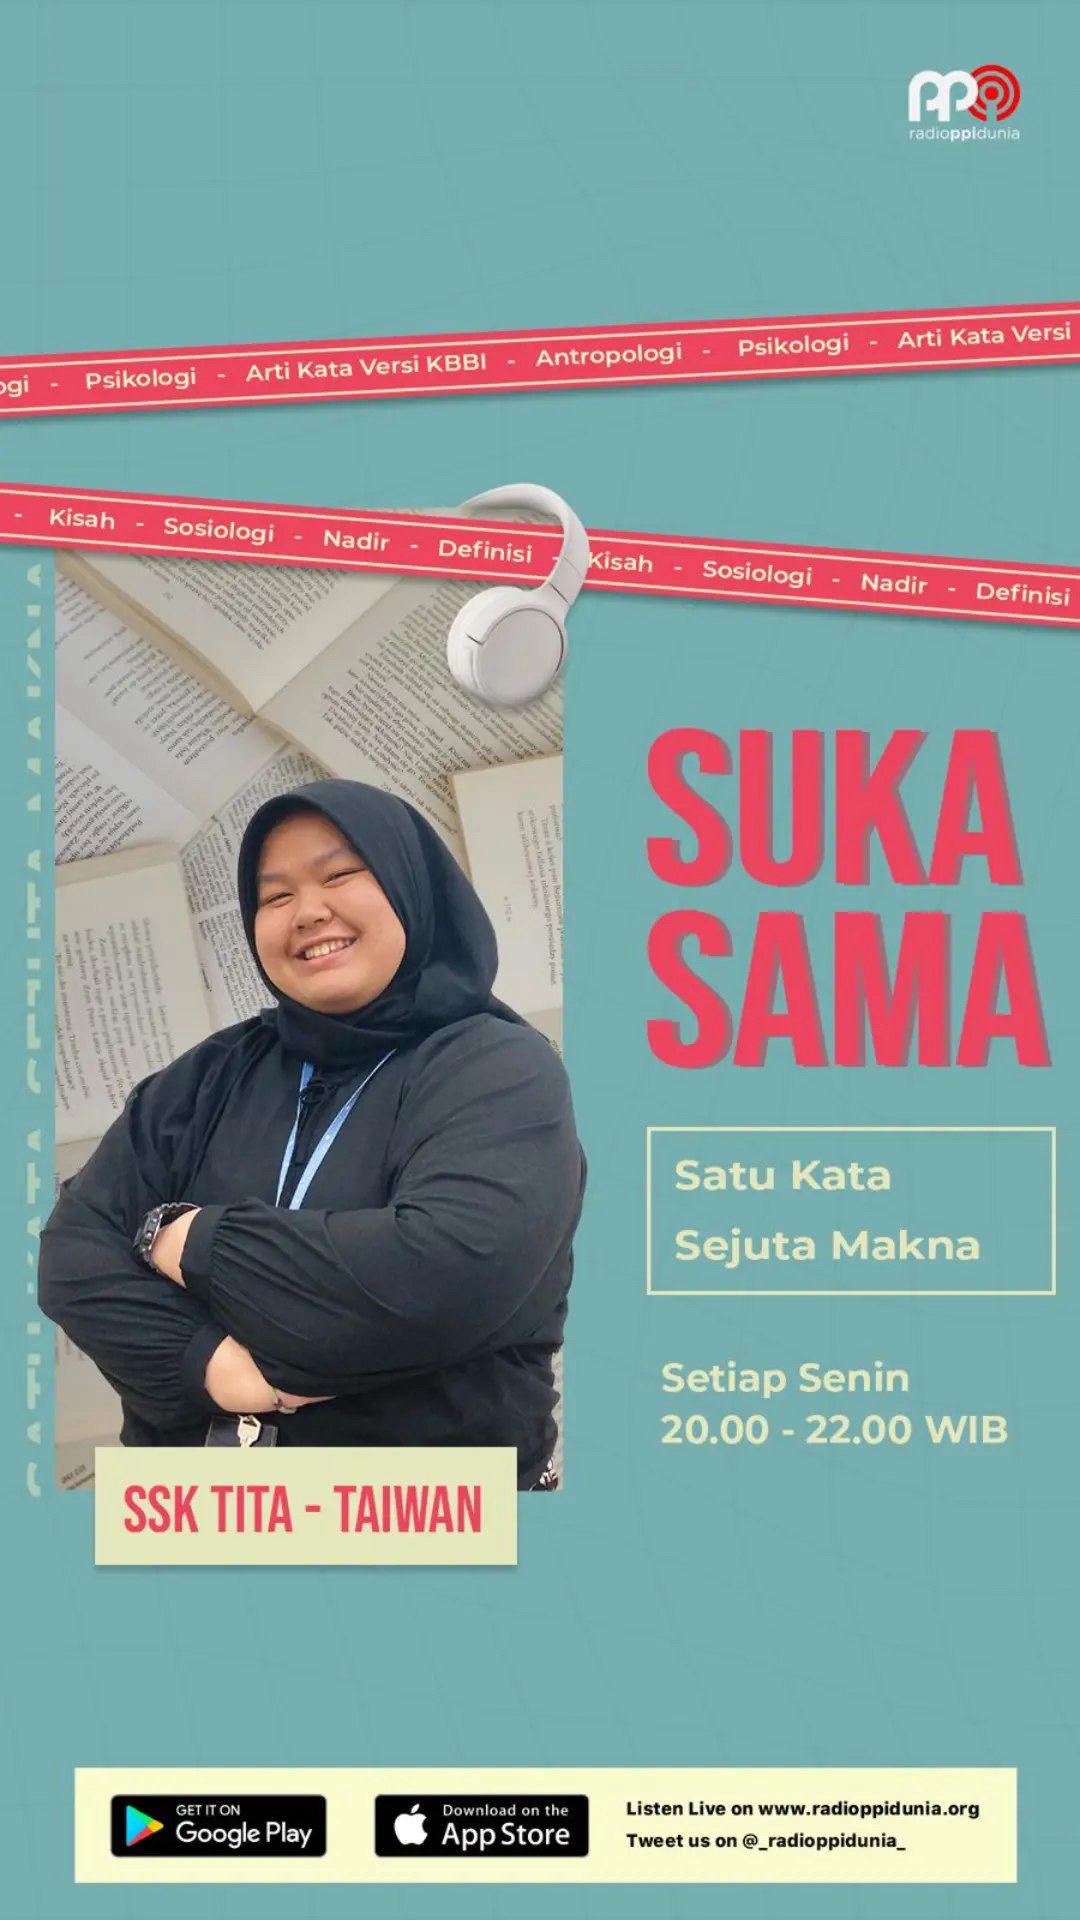 radioppidunia
ogi - Psikologi - Arti Kata Versi KBBI - Antropologi - Psikologi - Arti Kata Versi
- Kisah - Sosiologi - Nadir - Definisi - Kisah - Sosiologi - Nadir - Definisi
SUKA
SAMA
Satu Kata
Sejuta Makna
Setiap Senin
20.00 - 22.00 WIB
SSK TITA - TAIWAN
GET IT ON
Google Play
Download on the
App Store
Listen Live on www.radioppidunia.org
Tweet us on @_radioppidunia_